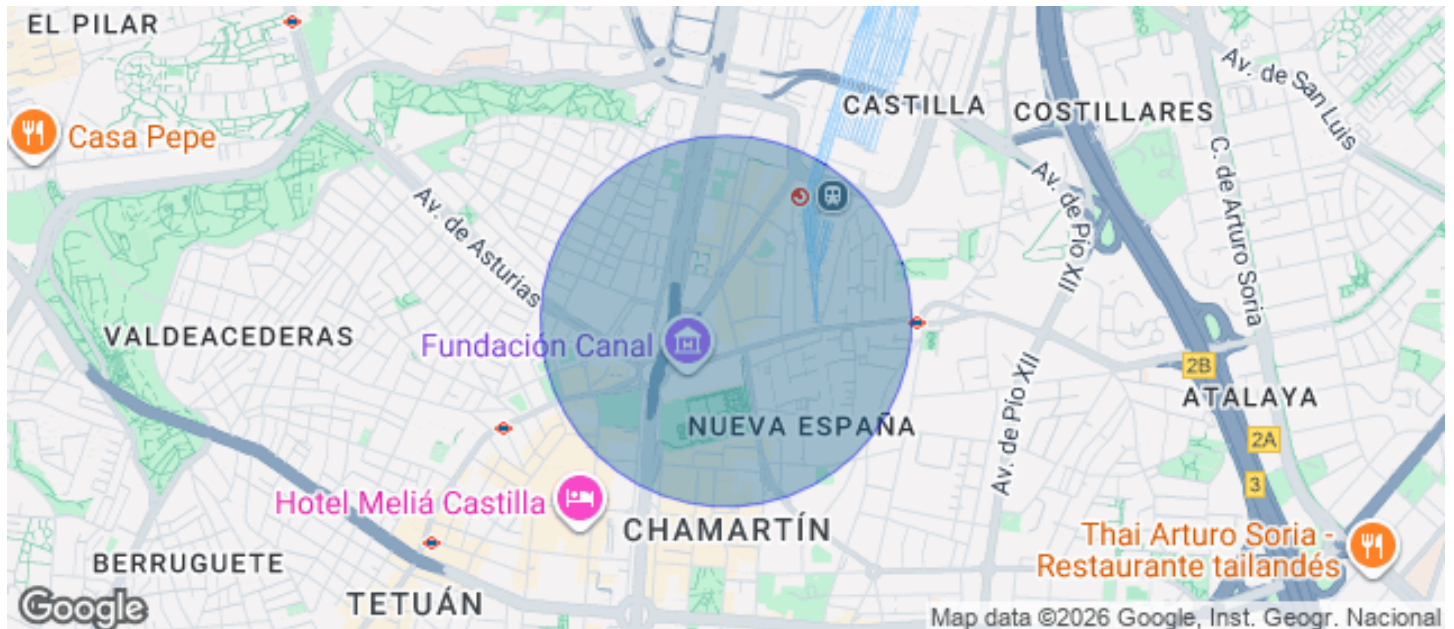 EL PILAR
Casa Pepe
CASTILLA
COSTILLARES
Av. de San Luis
C. de Arturo Soria
Av. de Pío XII
Av. de Asturias
VALDEACEDERAS
Fundación Canal
2B
ATALAYA
NUEVA ESPAÑA
Av. de Pío XII
2A
3
Hotel Meliá Castilla
CHAMARTÍN
Thai Arturo Soria -
Restaurante tailandés
BERRUGUETE
TETUÁN
Google
Map data ©2026 Google, Inst. Geogr. Nacional